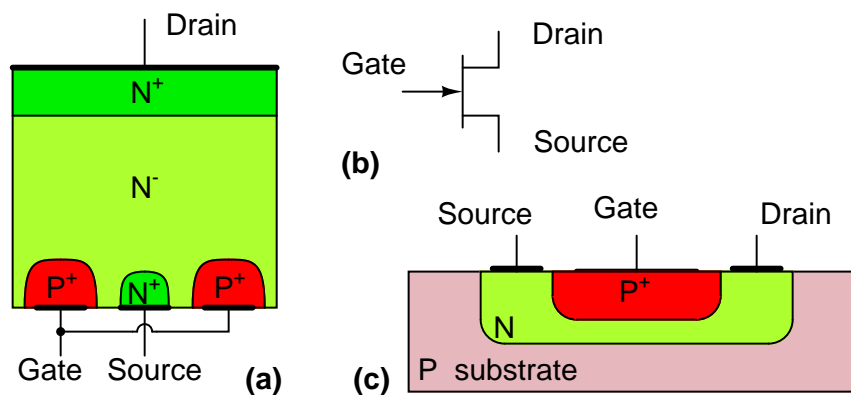 Drain
N+
N-
P+
N+
P+
Gate
Source
(a)
Drain
Gate
Source
(b)
Source
Gate
Drain
P+
N
P substrate
(c)